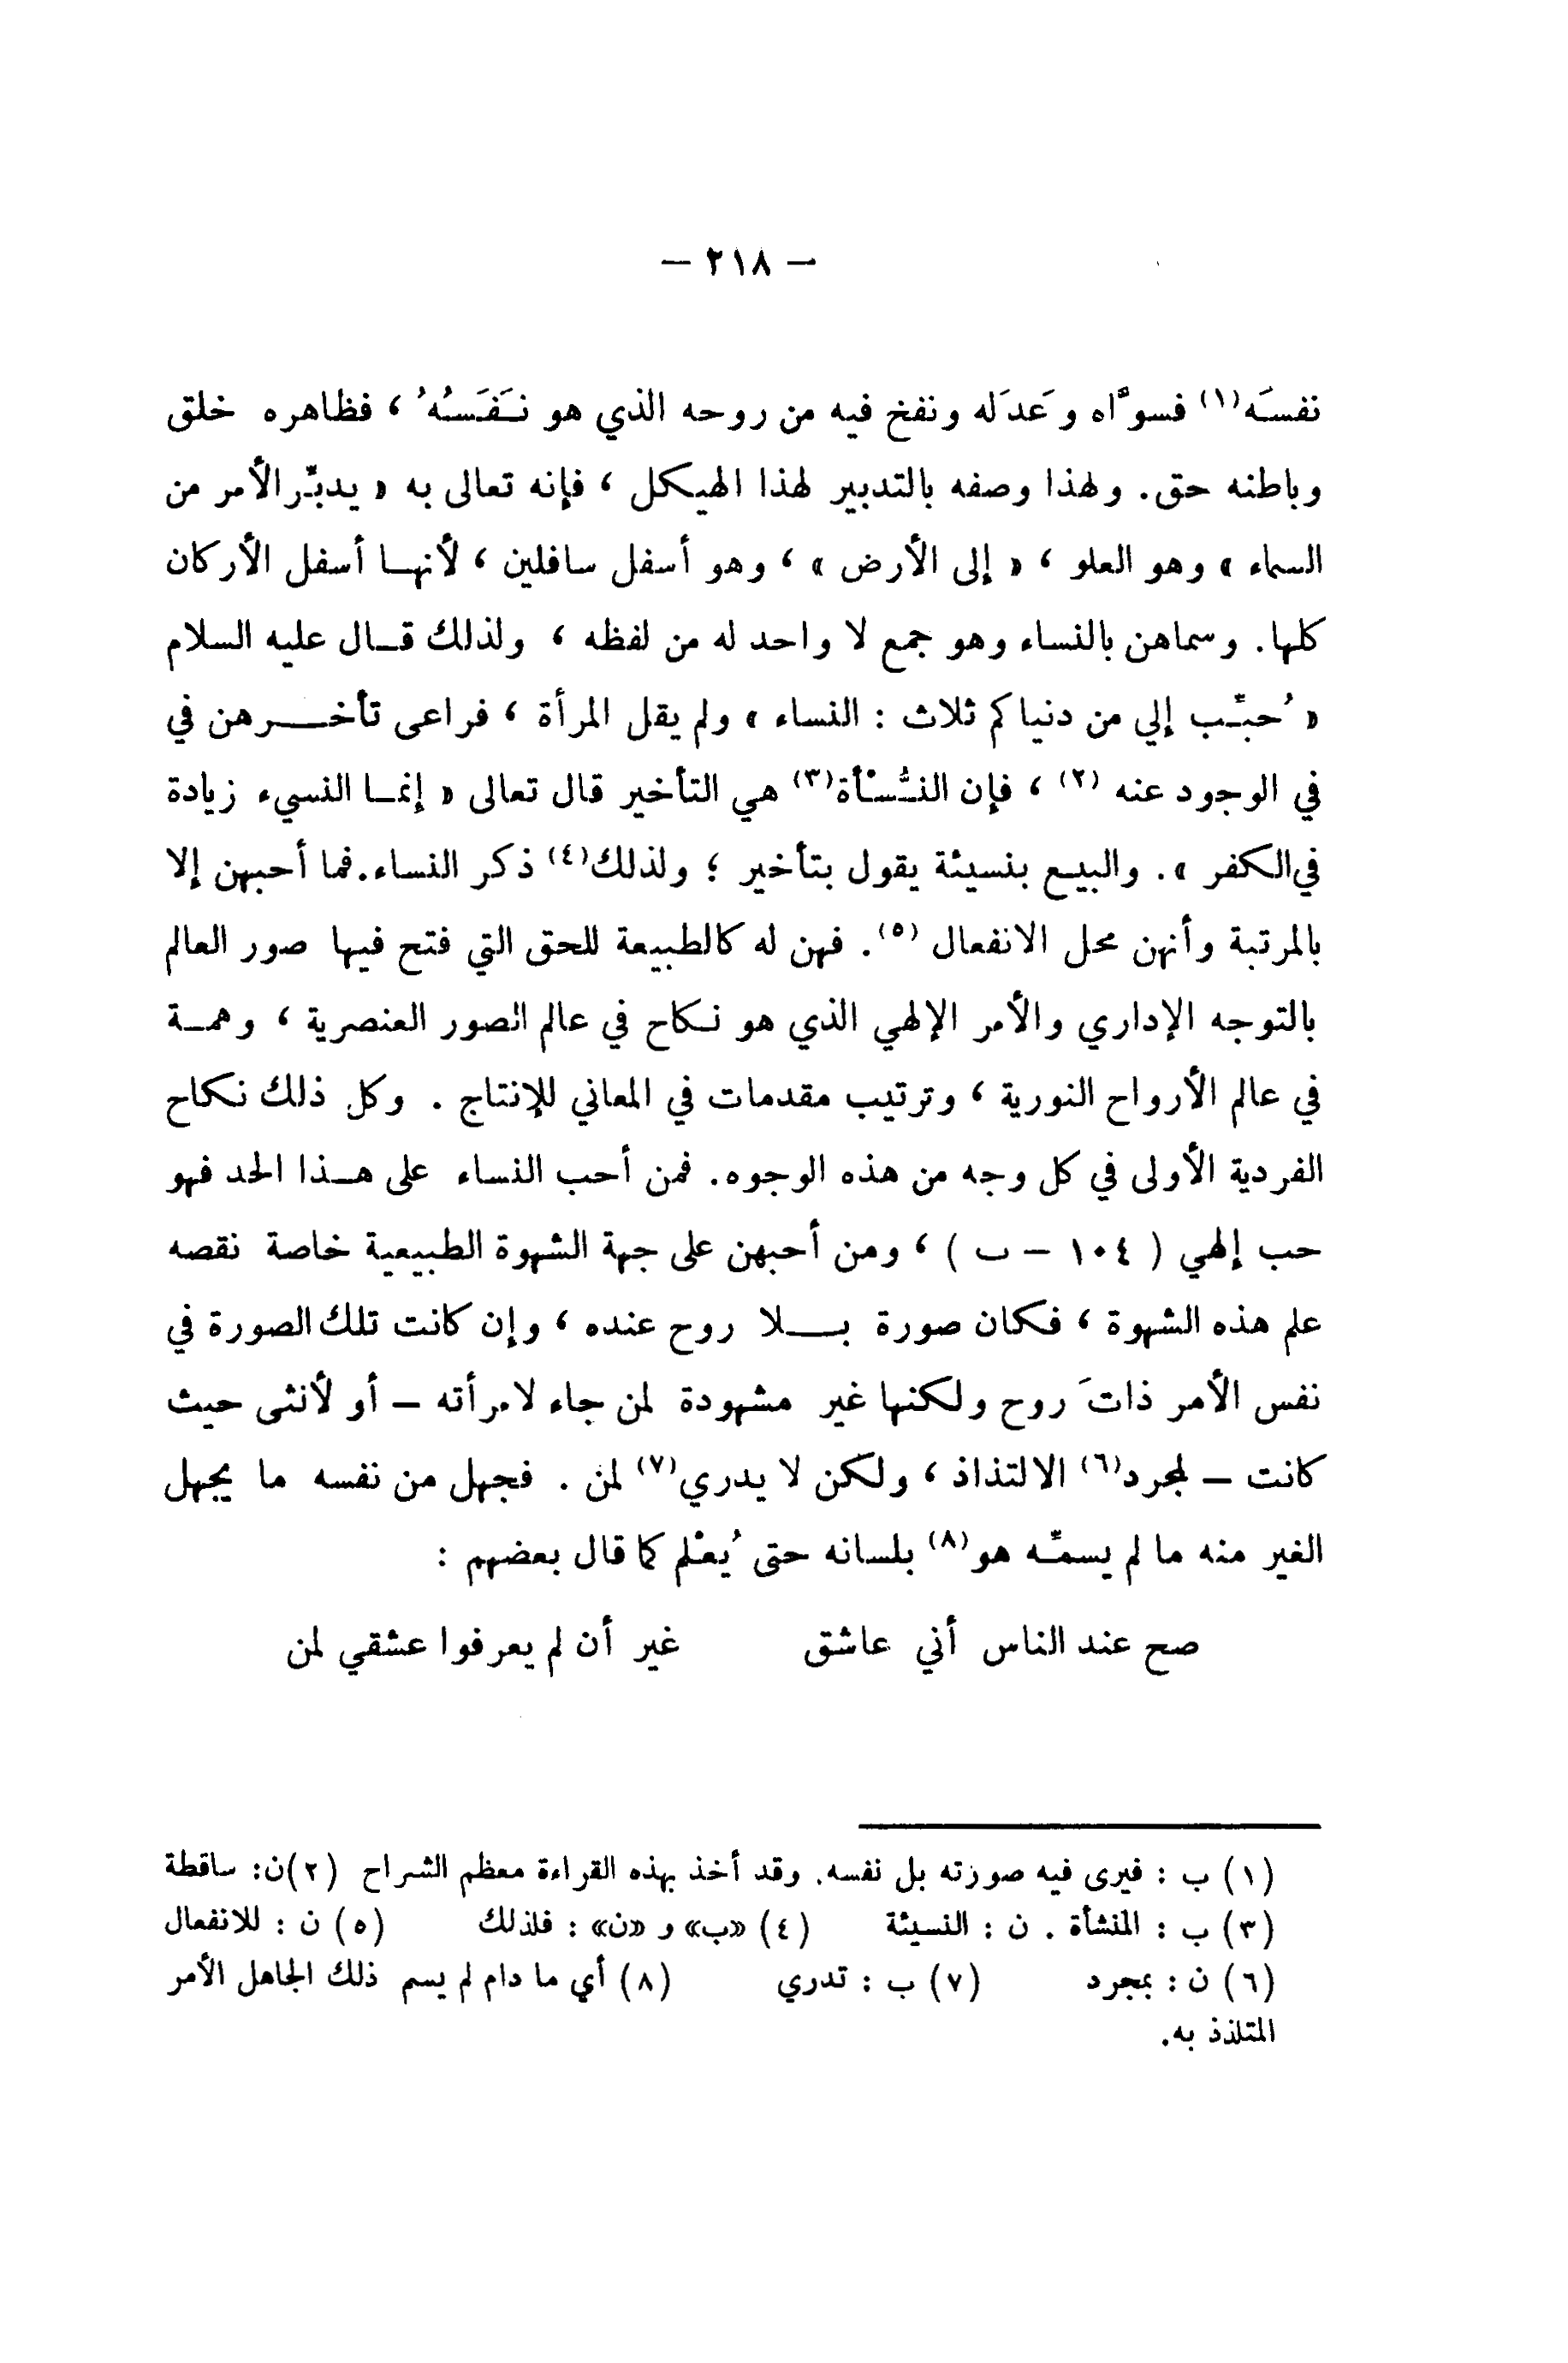 — ٢١٨ —
نفسَه(١) فسوَّاه وعَدَله ونفخ فيه من روحه الذي هو نَفَسُهُ ، فظاهره خلق
وباطنه حق. ولهذا وصفه بالتدبير لهذا الهيكل ، فإنه تعالى به « يدبِّر الأمر من
السماء » وهو العلو ، « إلى الأرض » ، وهو أسفل سافلين ، لأنهـا أسفل الأركان
كلها. وسماهن بالنساء وهو جمع لا واحد له من لفظه ، ولذلك قـال عليه السلام
« حُبِّب إلي من دنياكم ثلاث : النساء » ولم يقل المرأة ، فراعى تأخـرهن في
في الوجود عنه (٢) ، فإن النُّسْأة(٣) هي التأخير قال تعالى « إنمـا النسيء زيادة
في الكفر ». والبيـع بنسيئة يقول بتأخير ؛ ولذلك(٤) ذكر النساء. فما أحبهن إلا
بالمرتبة وأنهن محل الانفعال (٥). فهن له كالطبيعة للحق التي فتح فيها صور العالم
بالتوجه الإداري والأمر الإلهي الذي هو نـكاح في عالم الصور العنصرية ، وهمـة
في عالم الأرواح النورية ، وترتيب مقدمات في المعاني للإنتاج . وكل ذلك نكاح
الفردية الأولى في كل وجه من هذه الوجوه. فمن أحب النساء على هـذا الحد فهو
حب إلهي ( ١٠٤ – ب ) ، ومن أحبهن على جهة الشهوة الطبيعية خاصة نقصه
علم هذه الشهوة ، فكان صورة بـلا روح عنده ، وإن كانت تلك الصورة في
نفس الأمر ذاتَ روح ولكنها غير مشهودة لمن جاء لامرأته – أو لأنثى حيث
كانت – لمجرد(٦) الالتذاذ ، ولكن لا يدري(٧) لمن . فجهل من نفسه ما يجهل
الغير منه ما لم يسمِّه هو(٨) بلسانه حتى يُعْلم كما قال بعضهم :
صح عند الناس أني عاشق غير أن لم يعرفوا عشقي لمن
(١) ب : فيرى فيه صورته بل نفسه. وقد أخذ بهذه القراءة معظم الشراح (٢)ن: ساقطة
(٣) ب : المنشأة . ن : النسيئة (٤) «ب» و «ن» : فلذلك (٥) ن : للانفعال
(٦) ن : بمجرد (٧) ب : تدري (٨) أي ما دام لم يسم ذلك الجاهل الأمر
المتلذذ به.